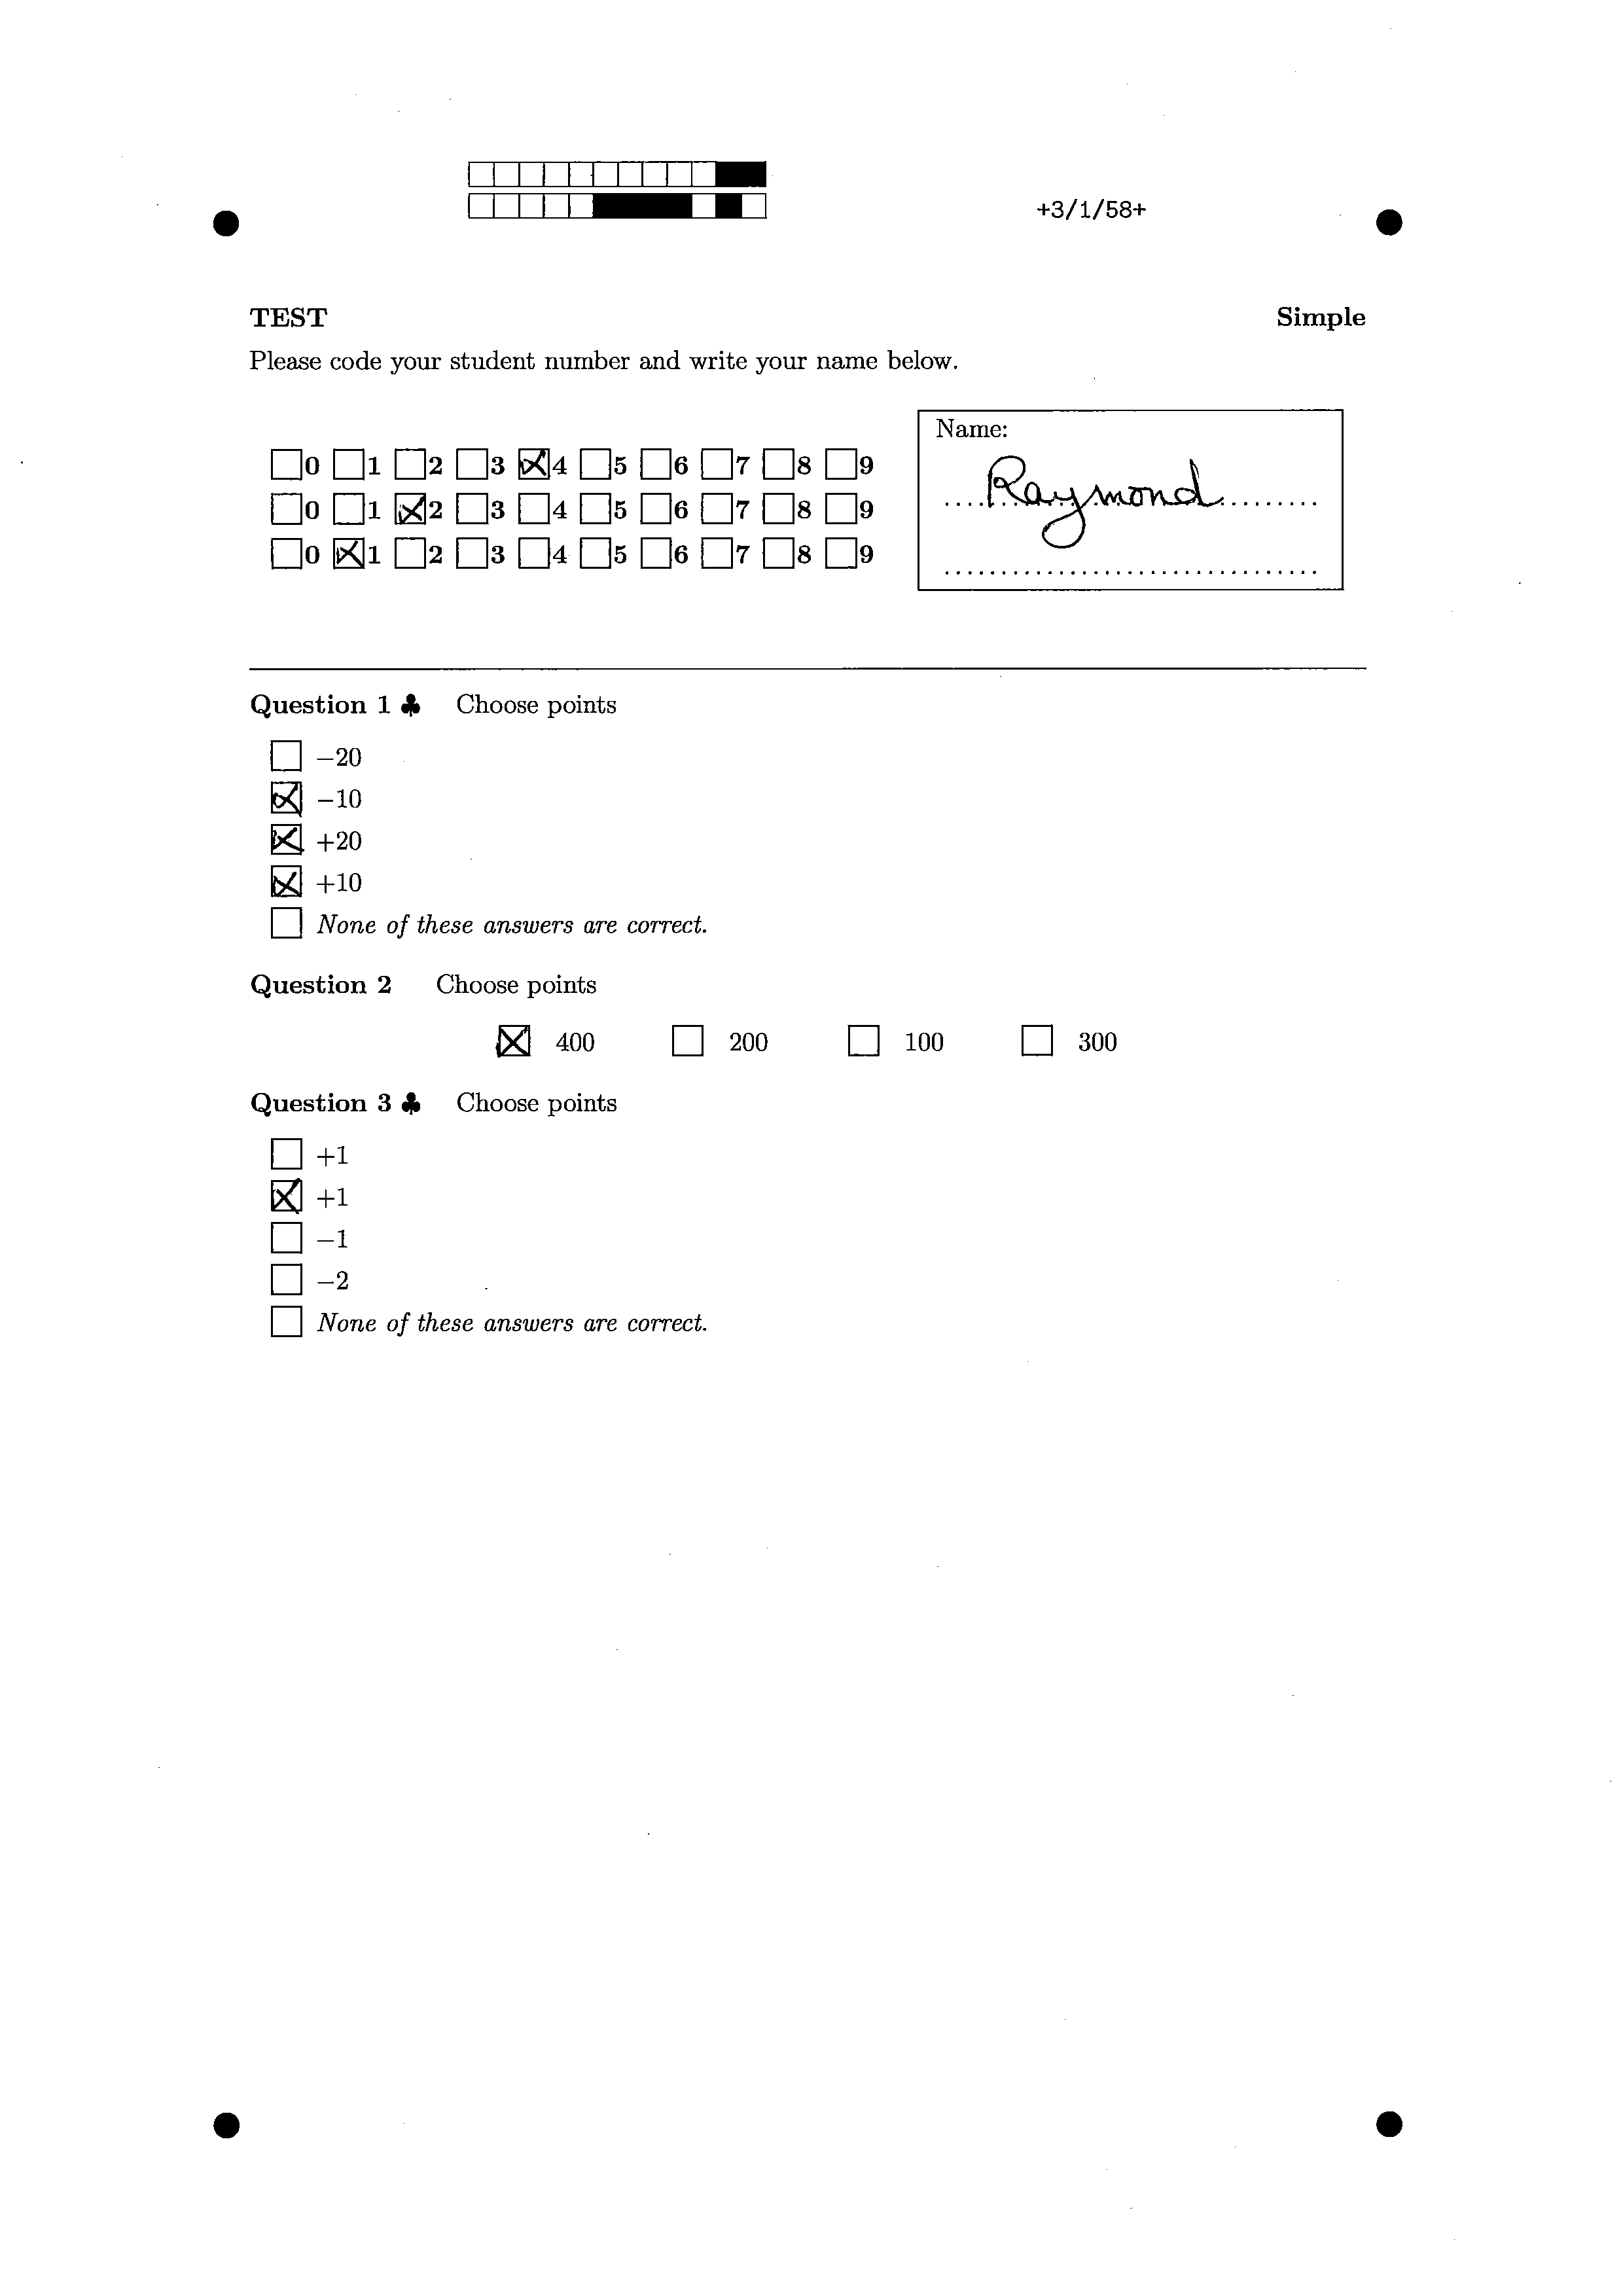 +3/1/58+
TEST Simple
Please code your student number and write your name below.
0 1 2 3 4 5 6 7 8 9
0 1 2 3 4 5 6 7 8 9
0 1 2 3 4 5 6 7 8 9
Name:
Raymond
Question 1 ♣ Choose points
−20
−10
+20
+10
None of these answers are correct.
Question 2 Choose points
400 200 100 300
Question 3 ♣ Choose points
+1
+1
−1
−2
None of these answers are correct.